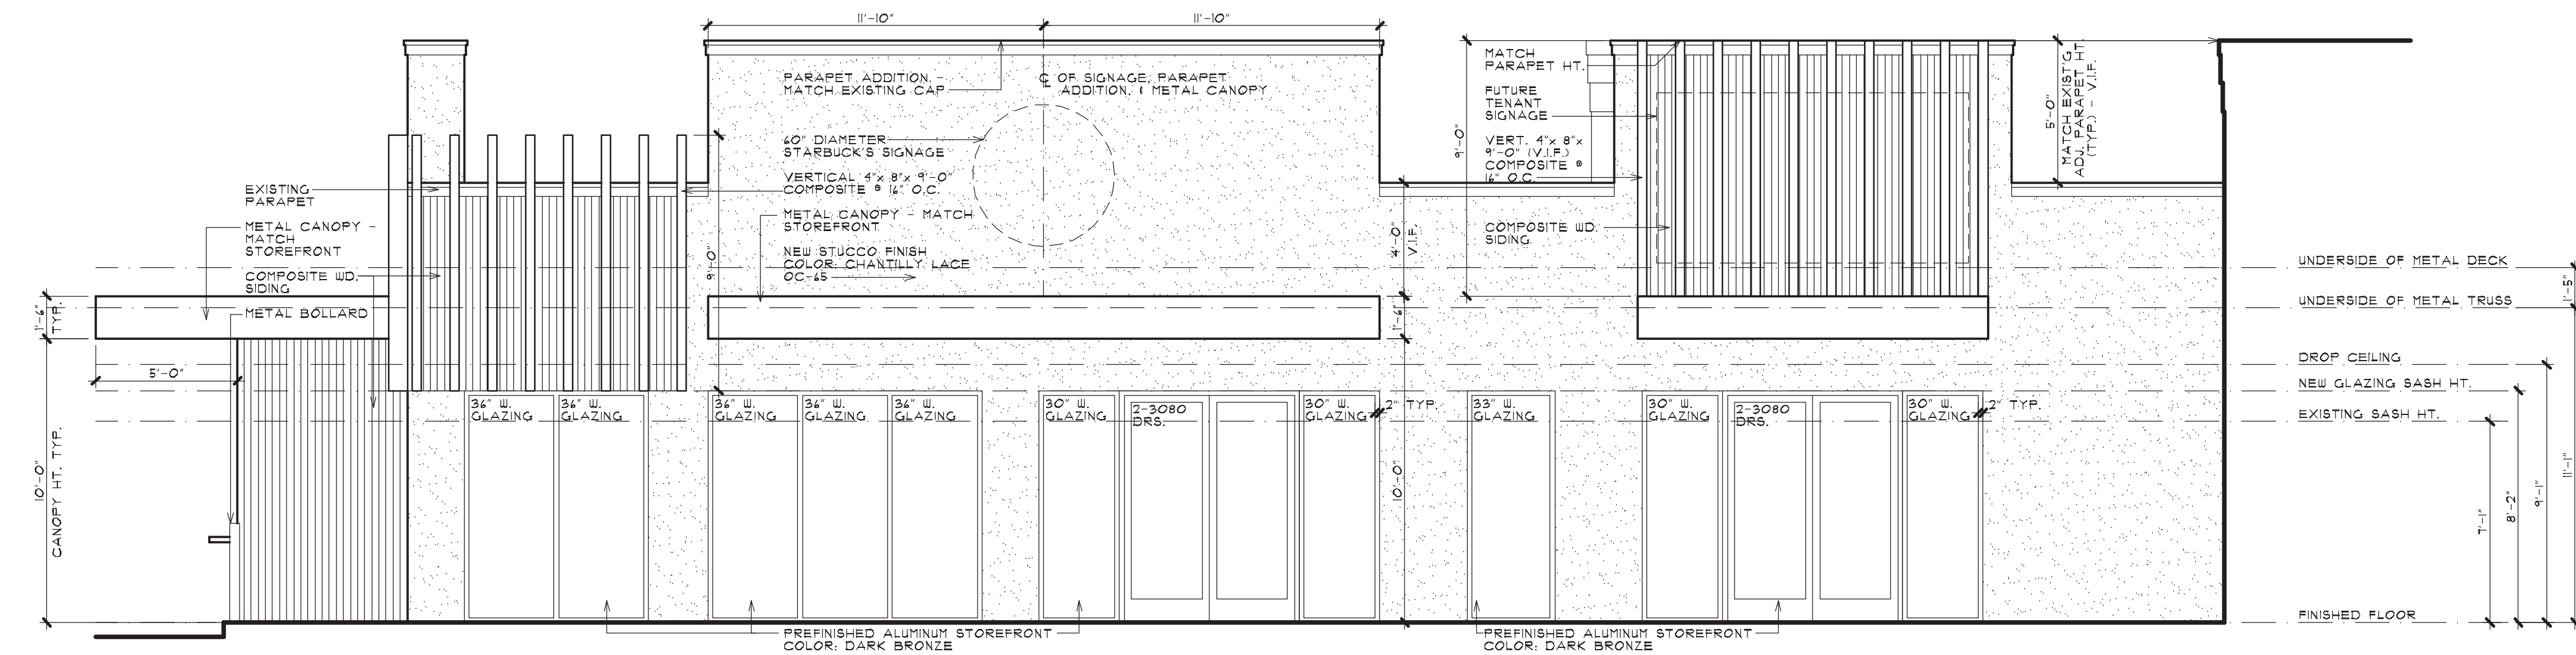 11'-10"
11'-10"
PARAPET ADDITION -
MATCH EXISTING CAP
℄ OF SIGNAGE, PARAPET
ADDITION, & METAL CANOPY
60" DIAMETER
STARBUCK'S SIGNAGE
VERTICAL 4"x 8"x 9'-0"
COMPOSITE @ 16" O.C.
METAL CANOPY - MATCH
STOREFRONT
NEW STUCCO FINISH
COLOR: CHANTILLY LACE
OC-65
EXISTING
PARAPET
METAL CANOPY -
MATCH
STOREFRONT
COMPOSITE WD.
SIDING
METAL BOLLARD
1'-6"
TYP.
5'-0"
10'-0"
CANOPY HT. TYP.
9'-0"
MATCH
PARAPET HT.
FUTURE
TENANT
SIGNAGE
VERT. 4"x 8"x
9'-0" (V.I.F.)
COMPOSITE @
16" O.C.
COMPOSITE WD.
SIDING
9'-0"
4'-0"
V.I.F.
1'-6"
10'-0"
5'-0"
MATCH EXIST'G
ADJ. PARAPET HT.
(TYP.) - V.I.F.
36" W.
GLAZING
36" W.
GLAZING
36" W.
GLAZING
36" W.
GLAZING
36" W.
GLAZING
30" W.
GLAZING
2-3080
DRS.
30" W.
GLAZING
2" TYP.
33" W.
GLAZING
30" W.
GLAZING
2-3080
DRS.
30" W.
GLAZING
2" TYP.
UNDERSIDE OF METAL DECK
UNDERSIDE OF METAL TRUSS
DROP CEILING
NEW GLAZING SASH HT.
EXISTING SASH HT.
FINISHED FLOOR
7'-1"
8'-2"
9'-1"
11'-1"
1'-5"
PREFINISHED ALUMINUM STOREFRONT
COLOR: DARK BRONZE
PREFINISHED ALUMINUM STOREFRONT
COLOR: DARK BRONZE